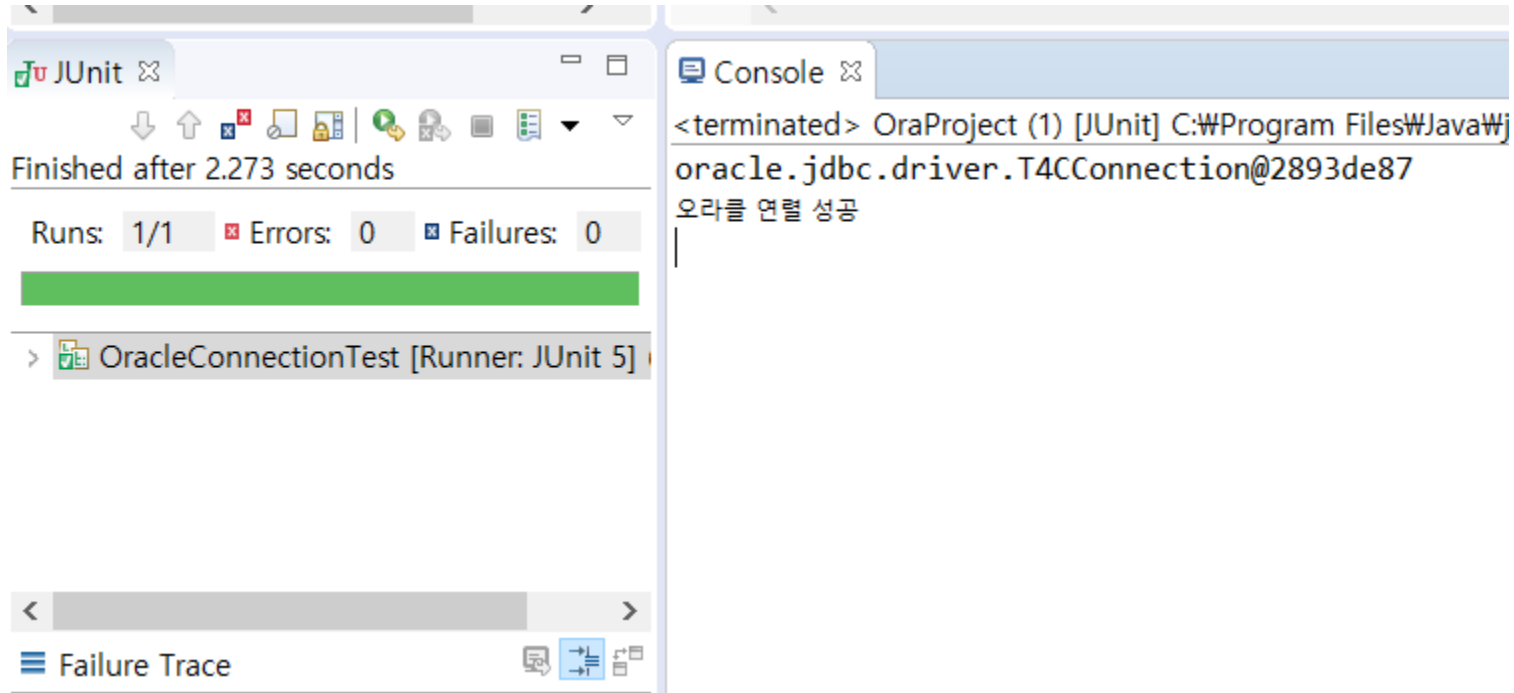 JUnit
Finished after 2.273 seconds
Runs: 1/1 Errors: 0 Failures: 0
OracleConnectionTest [Runner: JUnit 5]
Failure Trace
Console
<terminated> OraProject (1) [JUnit] C:₩Program Files₩Java₩j
oracle.jdbc.driver.T4CConnection@2893de87
오라클 연렬 성공